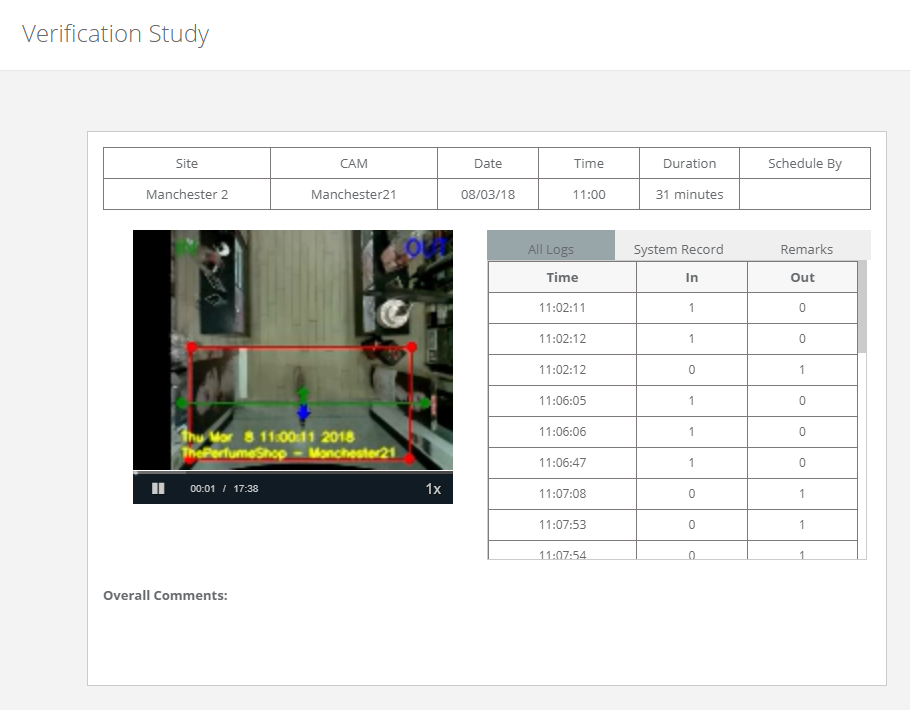 Verification Study
Site CAM Date Time Duration Schedule By
Manchester 2 Manchester21 08/03/18 11:00 31 minutes
IN OUT
Thu Mar 8 11:00:11 2018
ThePerfumeShop - Manchester21
00:01 / 17:38 1x
All Logs System Record Remarks
Time In Out
11:02:11 1 0
11:02:12 1 0
11:02:12 0 1
11:06:05 1 0
11:06:06 1 0
11:06:47 1 0
11:07:08 0 1
11:07:53 0 1
11:07:54 0 1
Overall Comments: